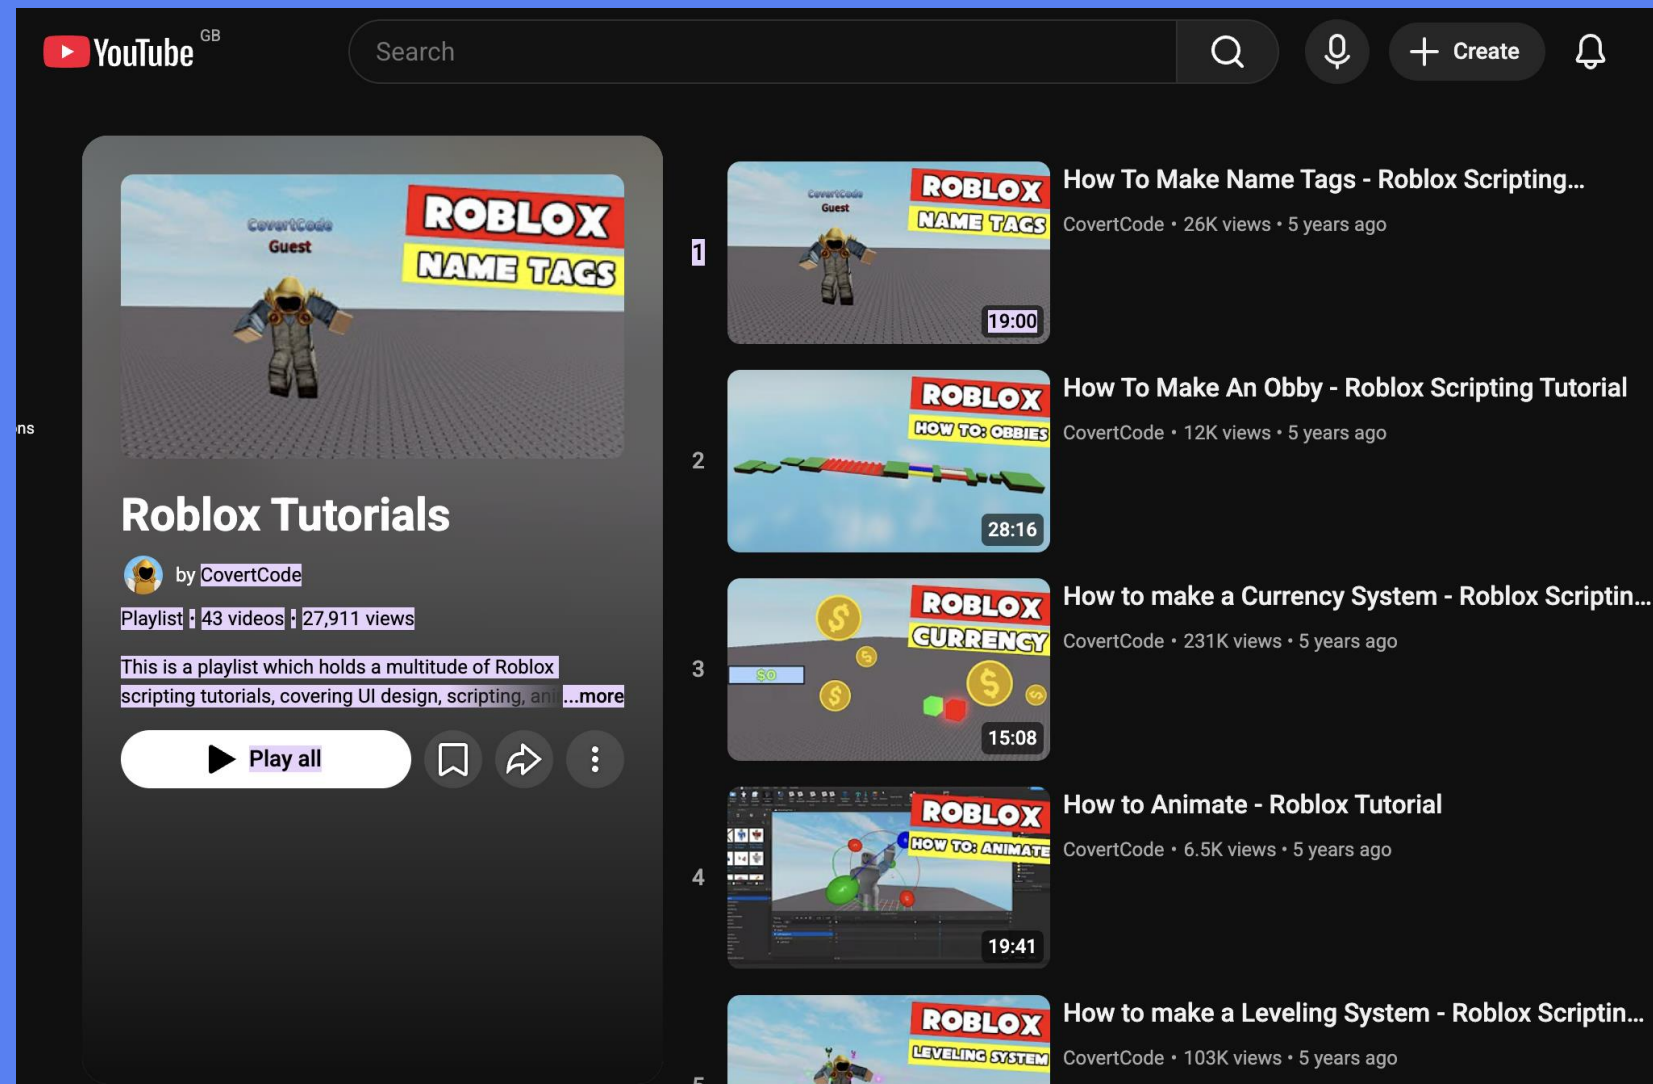 YouTube GB
Search
Create
ons
CovertCode
Guest
ROBLOX
NAME TAGS
Roblox Tutorials
by CovertCode
Playlist • 43 videos • 27,911 views
This is a playlist which holds a multitude of Roblox
scripting tutorials, covering UI design, scripting, ani...more
Play all
1
CovertCode
Guest
ROBLOX
NAME TAGS
19:00
How To Make Name Tags - Roblox Scripting...
CovertCode • 26K views • 5 years ago
2
ROBLOX
HOW TO: OBBIES
28:16
How To Make An Obby - Roblox Scripting Tutorial
CovertCode • 12K views • 5 years ago
3
ROBLOX
CURRENCY
$0
15:08
How to make a Currency System - Roblox Scriptin...
CovertCode • 231K views • 5 years ago
4
ROBLOX
HOW TO: ANIMATE
19:41
How to Animate - Roblox Tutorial
CovertCode • 6.5K views • 5 years ago
5
ROBLOX
LEVELING SYSTEM
How to make a Leveling System - Roblox Scriptin...
CovertCode • 103K views • 5 years ago